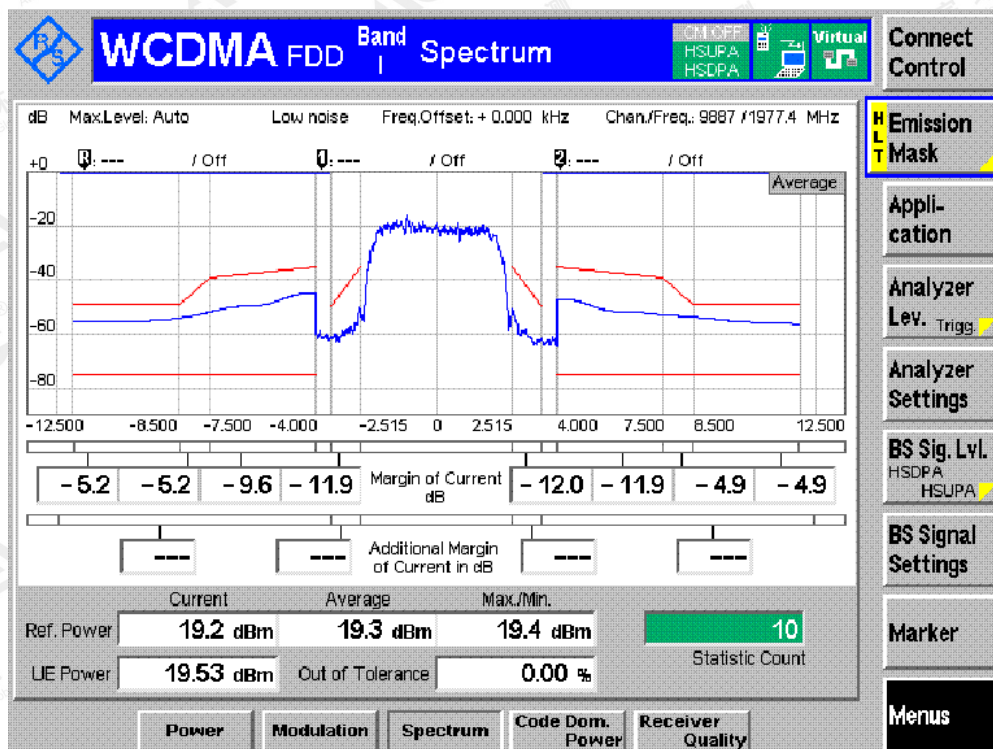 R/S
WCDMA FDD Band I Spectrum
CH OFF
HSUPA
HSDPA
Virtual
Connect
Control
dB Max.Level: Auto Low noise Freq.Offset: + 0.000 kHz Chan./Freq.: 9887 / 1977.4 MHz
H L T
Emission
Mask
+0 R: --- / Off 1: --- / Off 2: --- / Off
Average
-20
-40
-60
-80
-12.500 -8.500 -7.500 -4.000 -2.515 0 2.515 4.000 7.500 8.500 12.500
Appli-
cation
Analyzer
Lev. Trigg.
Analyzer
Settings
- 5.2 - 5.2 - 9.6 - 11.9 Margin of Current dB - 12.0 - 11.9 - 4.9 - 4.9
BS Sig. Lvl.
HSDPA
HSUPA
--- --- Additional Margin of Current in dB --- ---
BS Signal
Settings
Current Average Max./Min.
Ref. Power 19.2 dBm 19.3 dBm 19.4 dBm 10
Statistic Count
UE Power 19.53 dBm Out of Tolerance 0.00 %
Marker
Power Modulation Spectrum Code Dom. Power Receiver Quality
Menus